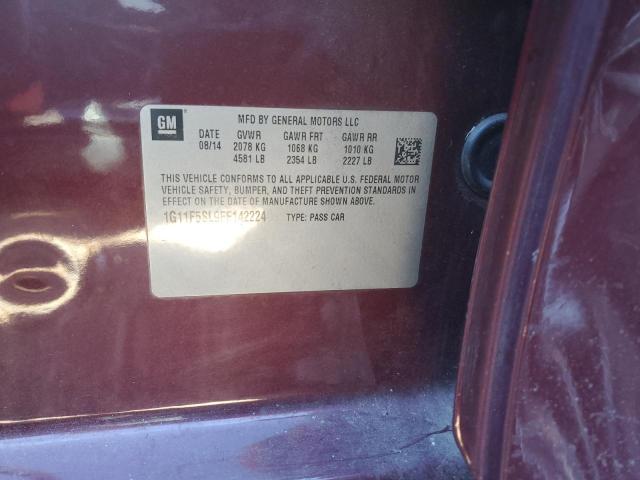 GM
MFD BY GENERAL MOTORS LLC
DATE GVWR GAWR FRT GAWR RR
08/14 2078 KG 1068 KG 1010 KG
4581 LB 2354 LB 2227 LB
THIS VEHICLE CONFORMS TO ALL APPLICABLE U.S. FEDERAL MOTOR
VEHICLE SAFETY, BUMPER, AND THEFT PREVENTION STANDARDS IN
EFFECT ON THE DATE OF MANUFACTURE SHOWN ABOVE.
1G11F5SL9FF142224 TYPE: PASS CAR